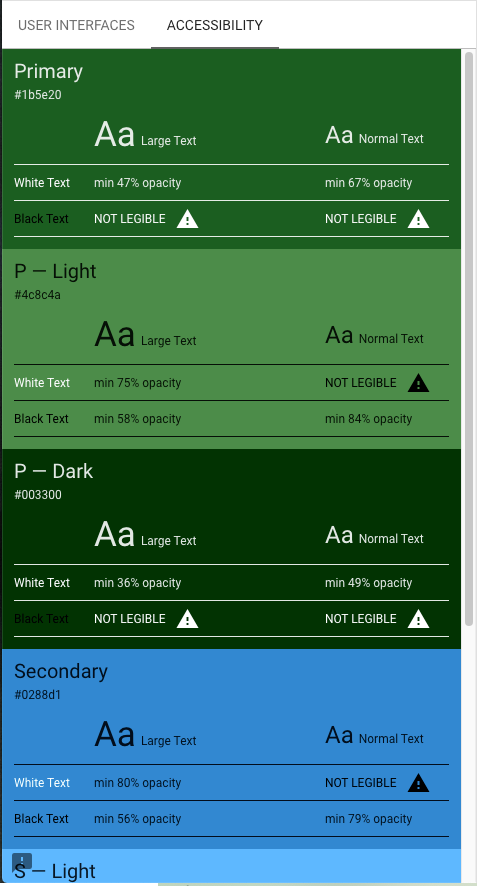 USER INTERFACES ACCESSIBILITY
Primary
#1b5e20
Aa Large Text Aa Normal Text
White Text min 47% opacity min 67% opacity
Black Text NOT LEGIBLE NOT LEGIBLE
P — Light
#4c8c4a
Aa Large Text Aa Normal Text
White Text min 75% opacity NOT LEGIBLE
Black Text min 58% opacity min 84% opacity
P — Dark
#003300
Aa Large Text Aa Normal Text
White Text min 36% opacity min 49% opacity
Black Text NOT LEGIBLE NOT LEGIBLE
Secondary
#0288d1
Aa Large Text Aa Normal Text
White Text min 80% opacity NOT LEGIBLE
Black Text min 56% opacity min 79% opacity
S — Light